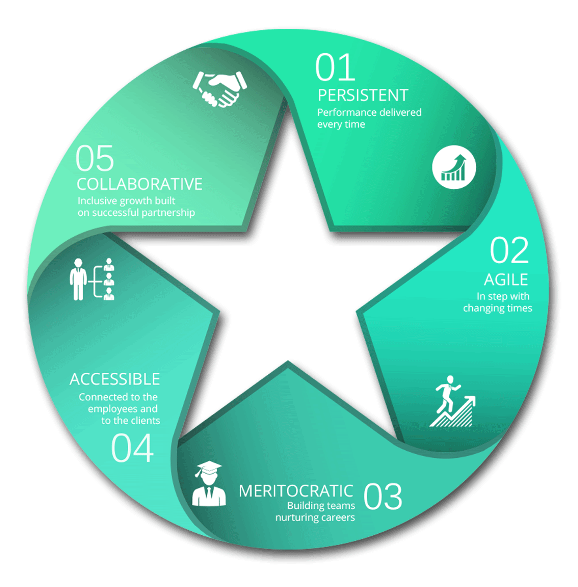 01
PERSISTENT
Performance delivered
every time
02
AGILE
In step with
changing times
MERITOCRATIC 03
Building teams
nurturing careers
ACCESSIBLE
Connected to the
employees and
to the clients
04
05
COLLABORATIVE
Inclusive growth built
on successful partnership